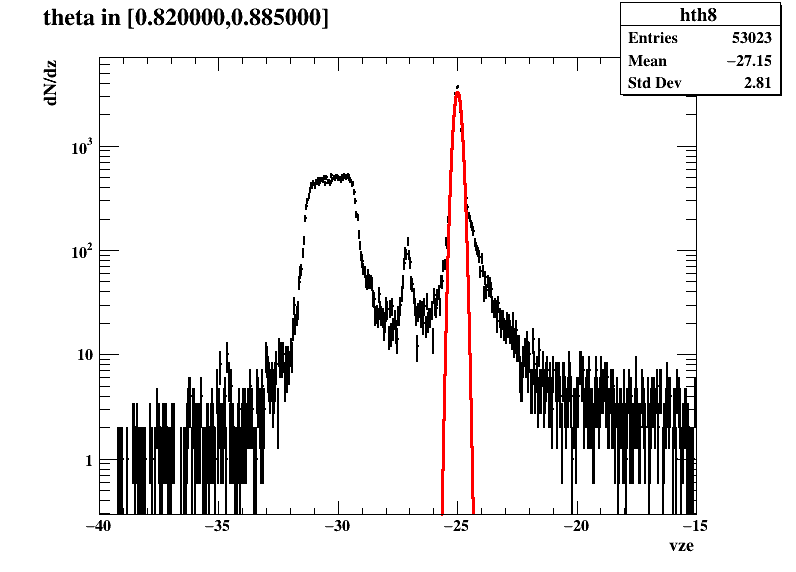 theta in [0.820000,0.885000]
hth8
Entries 53023
Mean −27.15
Std Dev 2.81
dN/dz
10³
10²
10
1
−40 −35 −30 −25 −20 −15
vze